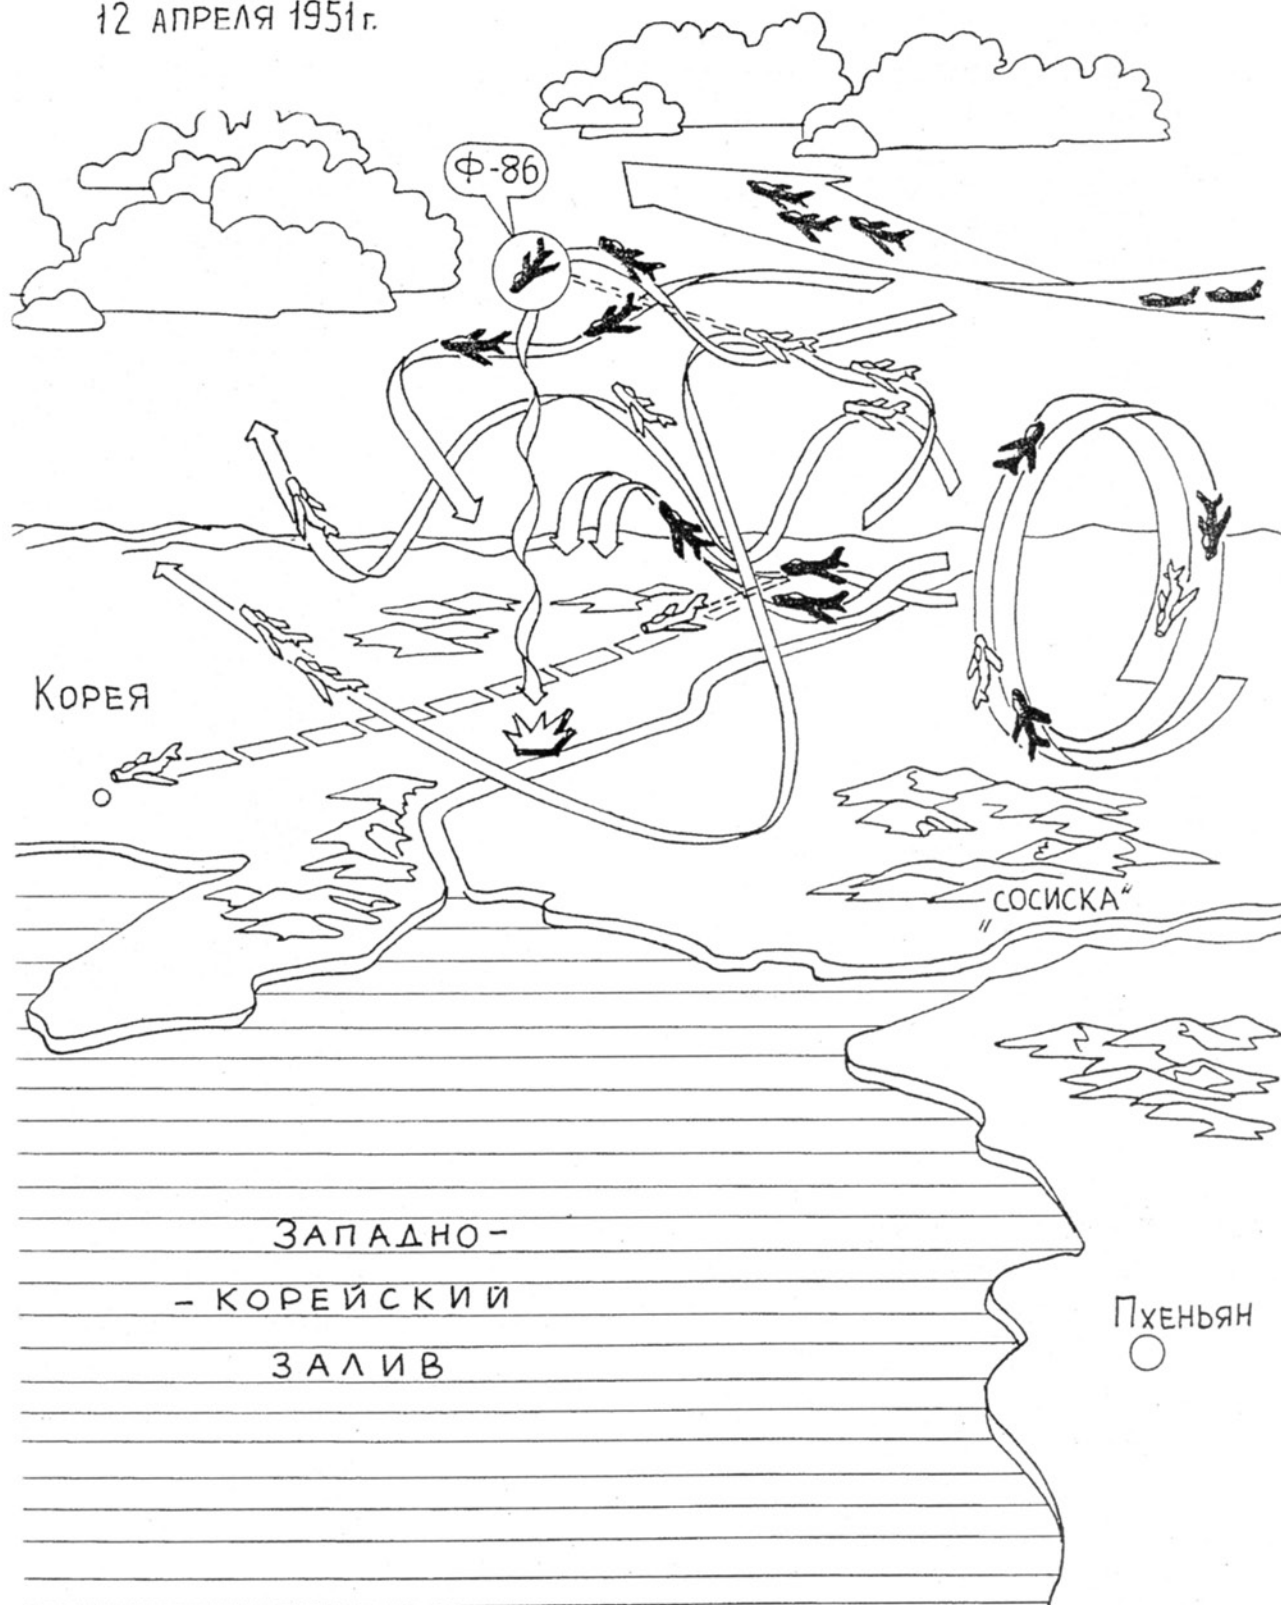 12 АПРЕЛЯ 1951г.
Ф-86
КОРЕЯ
"СОСИСКА"
ЗАПАДНО-
- КОРЕЙСКИЙ
ЗАЛИВ
ПХЕНЬЯН